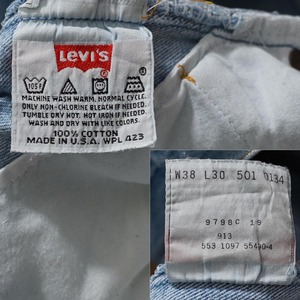 Levi's
105F
MACHINE WASH WARM. NORMAL CYCLE.
ONLY NON-CHLORINE BLEACH IF NEEDED.
TUMBLE DRY HOT. HOT IRON IF NEEDED.
WASH AND DRY WITH LIKE COLORS.
100% COTTON
MADE IN U.S.A. WPL 423
W38 L30 501 0134
9798C 19
913
553 1097 55490-4